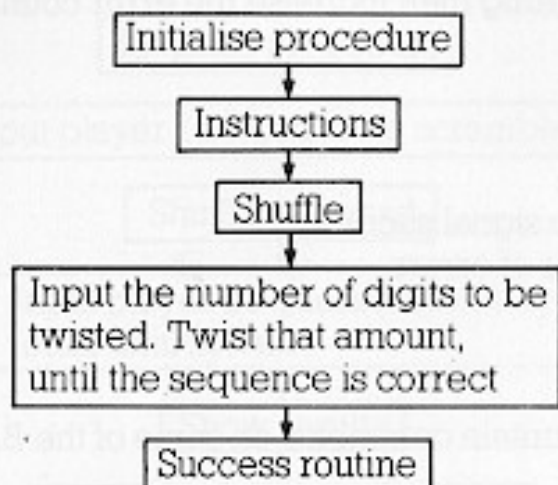 Initialise procedure
Instructions
Shuffle
Input the number of digits to be
twisted. Twist that amount,
until the sequence is correct
Success routine